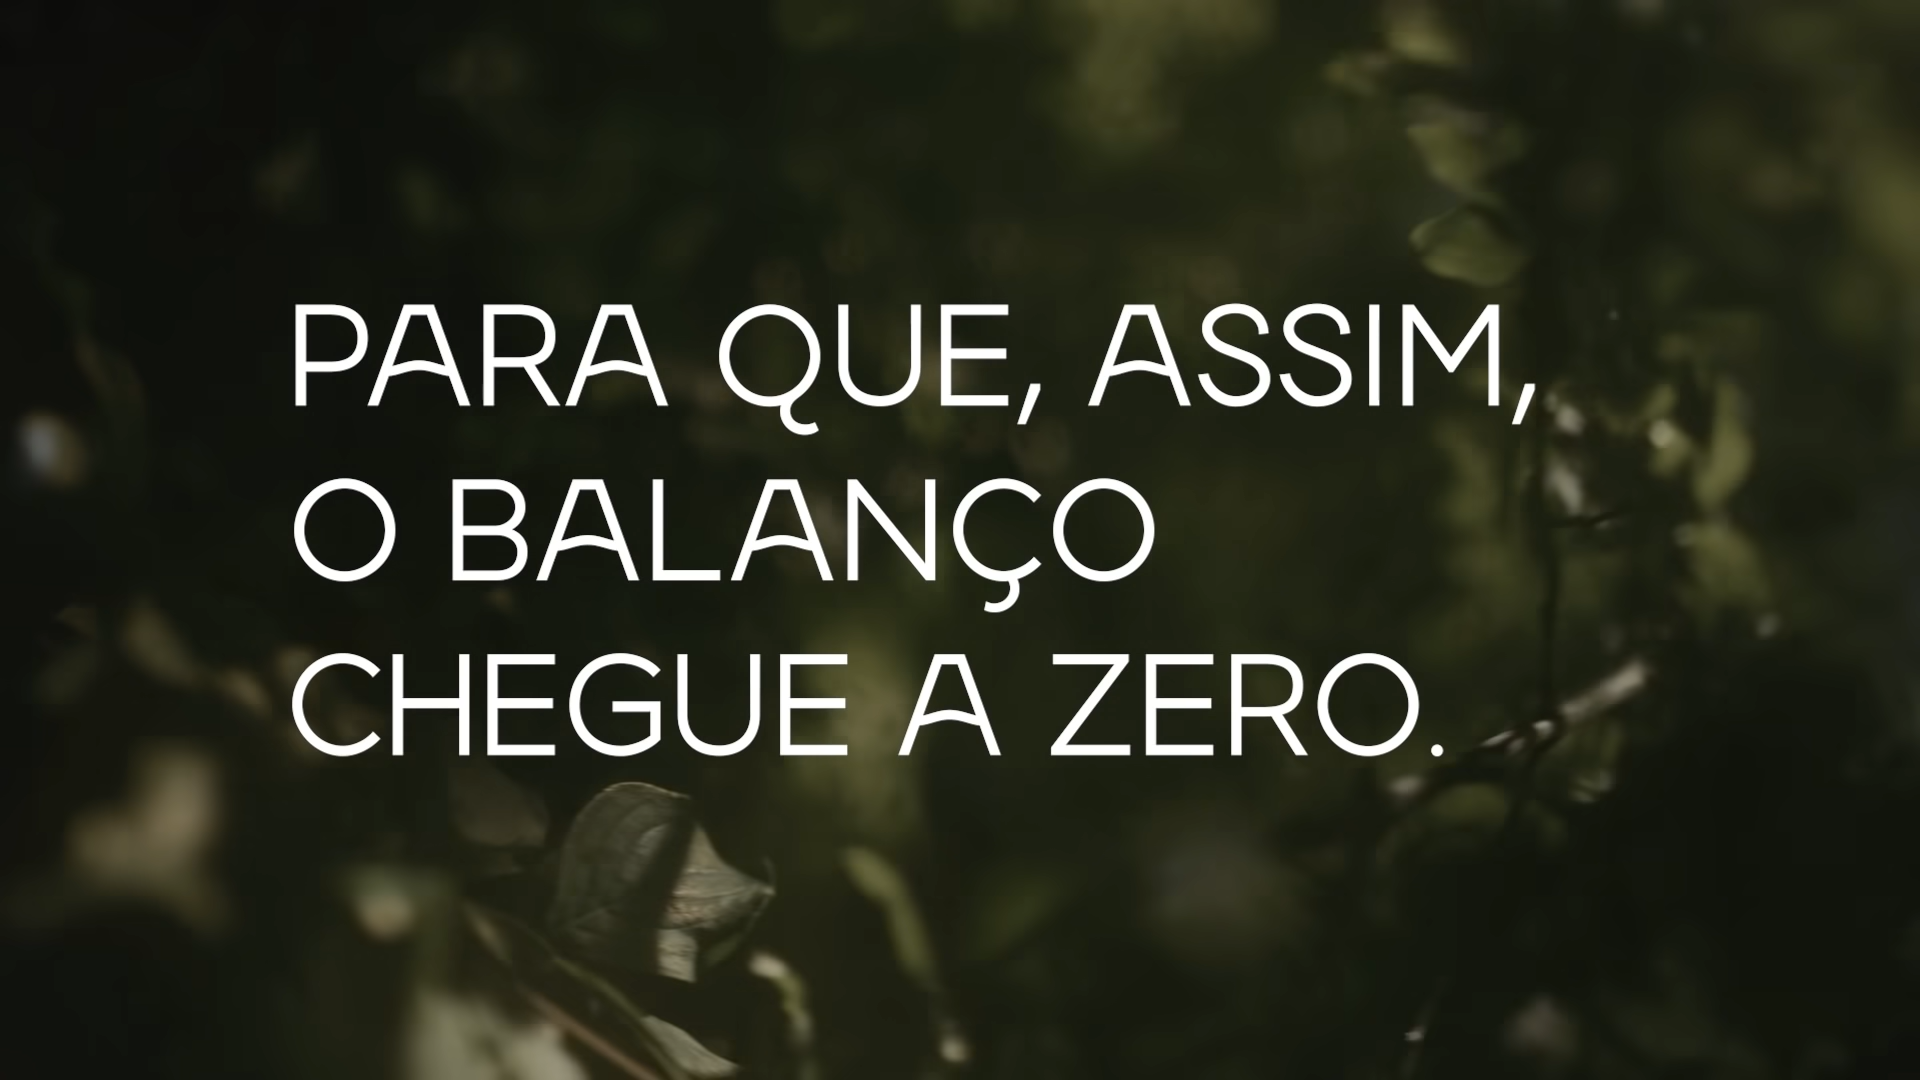 PARA QUE, ASSIM,
O BALANÇO
CHEGUE A ZERO.